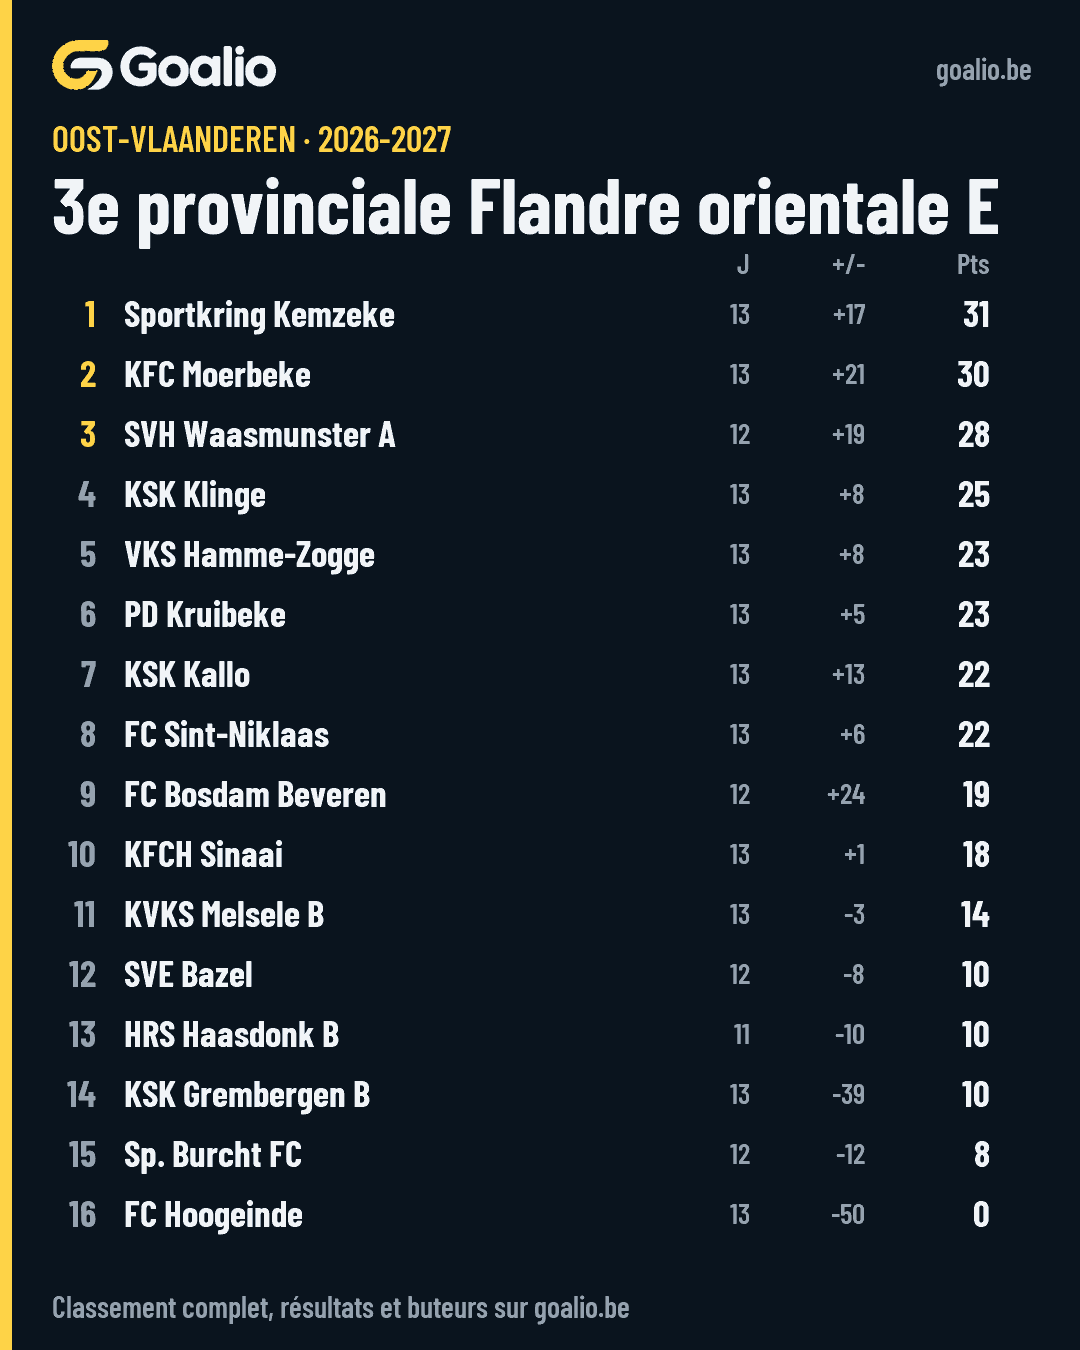 Goalio goalio.be
OOST-VLAANDEREN · 2026-2027
3e provinciale Flandre orientale E
J +/- Pts
1 Sportkring Kemzeke 13 +17 31
2 KFC Moerbeke 13 +21 30
3 SVH Waasmunster A 12 +19 28
4 KSK Klinge 13 +8 25
5 VKS Hamme-Zogge 13 +8 23
6 PD Kruibeke 13 +5 23
7 KSK Kallo 13 +13 22
8 FC Sint-Niklaas 13 +6 22
9 FC Bosdam Beveren 12 +24 19
10 KFCH Sinaai 13 +1 18
11 KVKS Melsele B 13 -3 14
12 SVE Bazel 12 -8 10
13 HRS Haasdonk B 11 -10 10
14 KSK Grembergen B 13 -39 10
15 Sp. Burcht FC 12 -12 8
16 FC Hoogeinde 13 -50 0
Classement complet, résultats et buteurs sur goalio.be